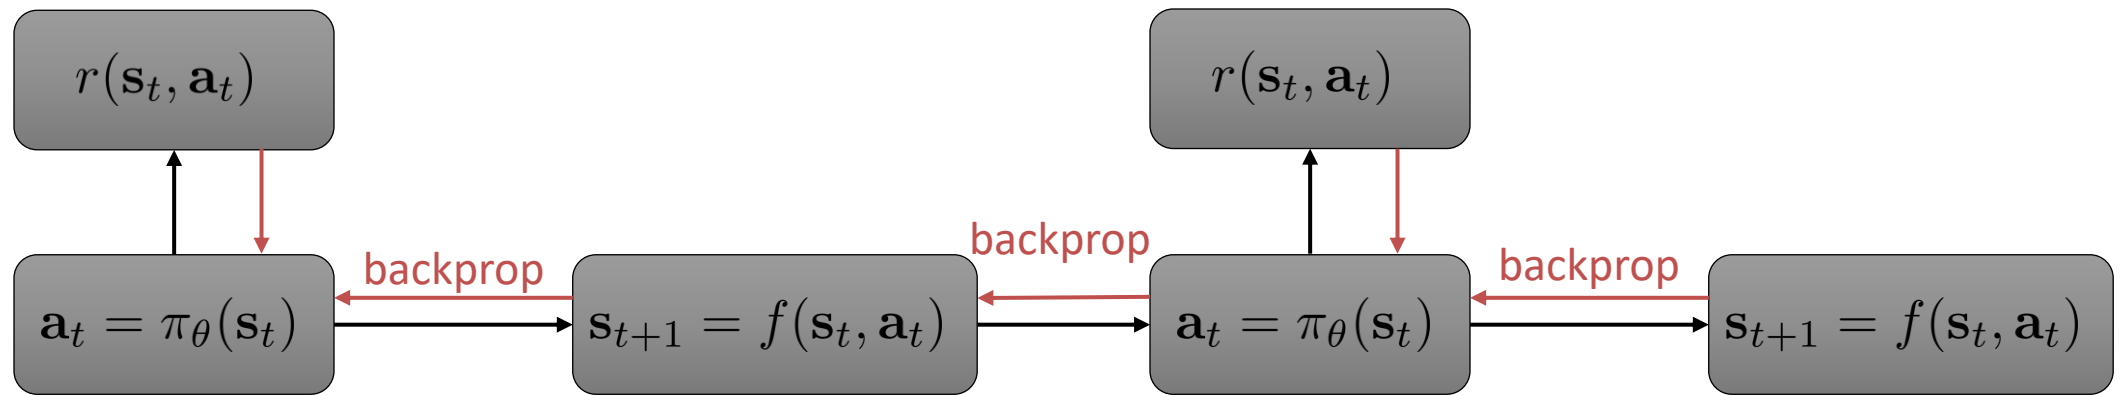 r(s_t, a_t)
r(s_t, a_t)
backprop
backprop
backprop
a_t = π_θ(s_t)
s_{t+1} = f(s_t, a_t)
a_t = π_θ(s_t)
s_{t+1} = f(s_t, a_t)